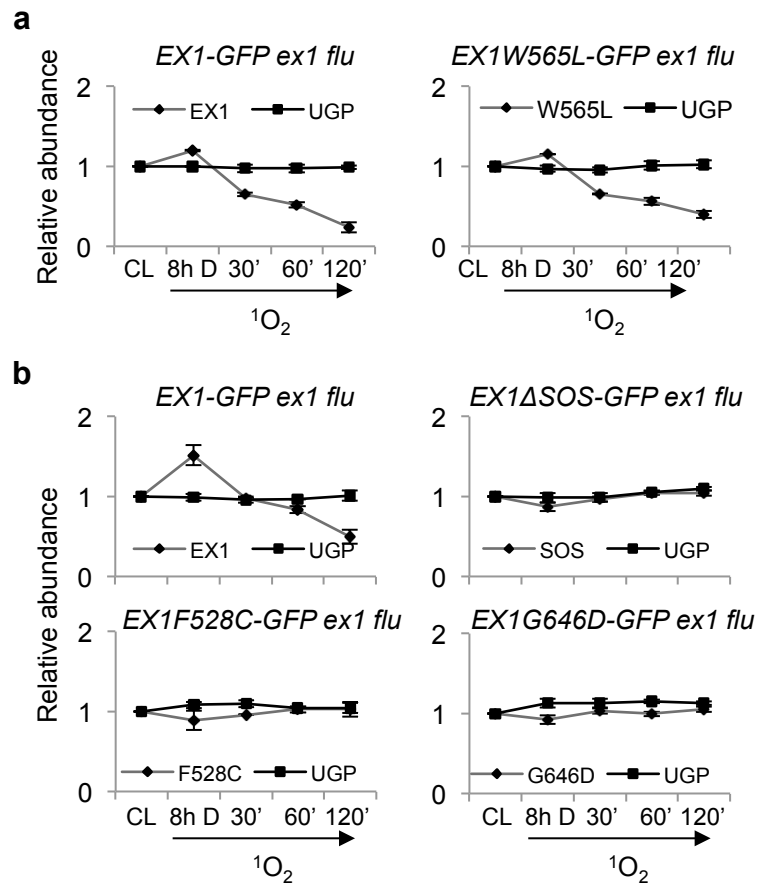 a
EX1-GFP ex1 flu
EX1W565L-GFP ex1 flu
Relative abundance
2
1
0
EX1 UGP
2
1
0
W565L UGP
CL 8h D 30’ 60’ 120’
CL 8h D 30’ 60’ 120’
¹O₂
¹O₂
b
EX1-GFP ex1 flu
EX1ΔSOS-GFP ex1 flu
Relative abundance
2
1
0
EX1 UGP
2
1
0
SOS UGP
EX1F528C-GFP ex1 flu
EX1G646D-GFP ex1 flu
2
1
0
F528C UGP
2
1
0
G646D UGP
CL 8h D 30’ 60’ 120’
CL 8h D 30’ 60’ 120’
¹O₂
¹O₂